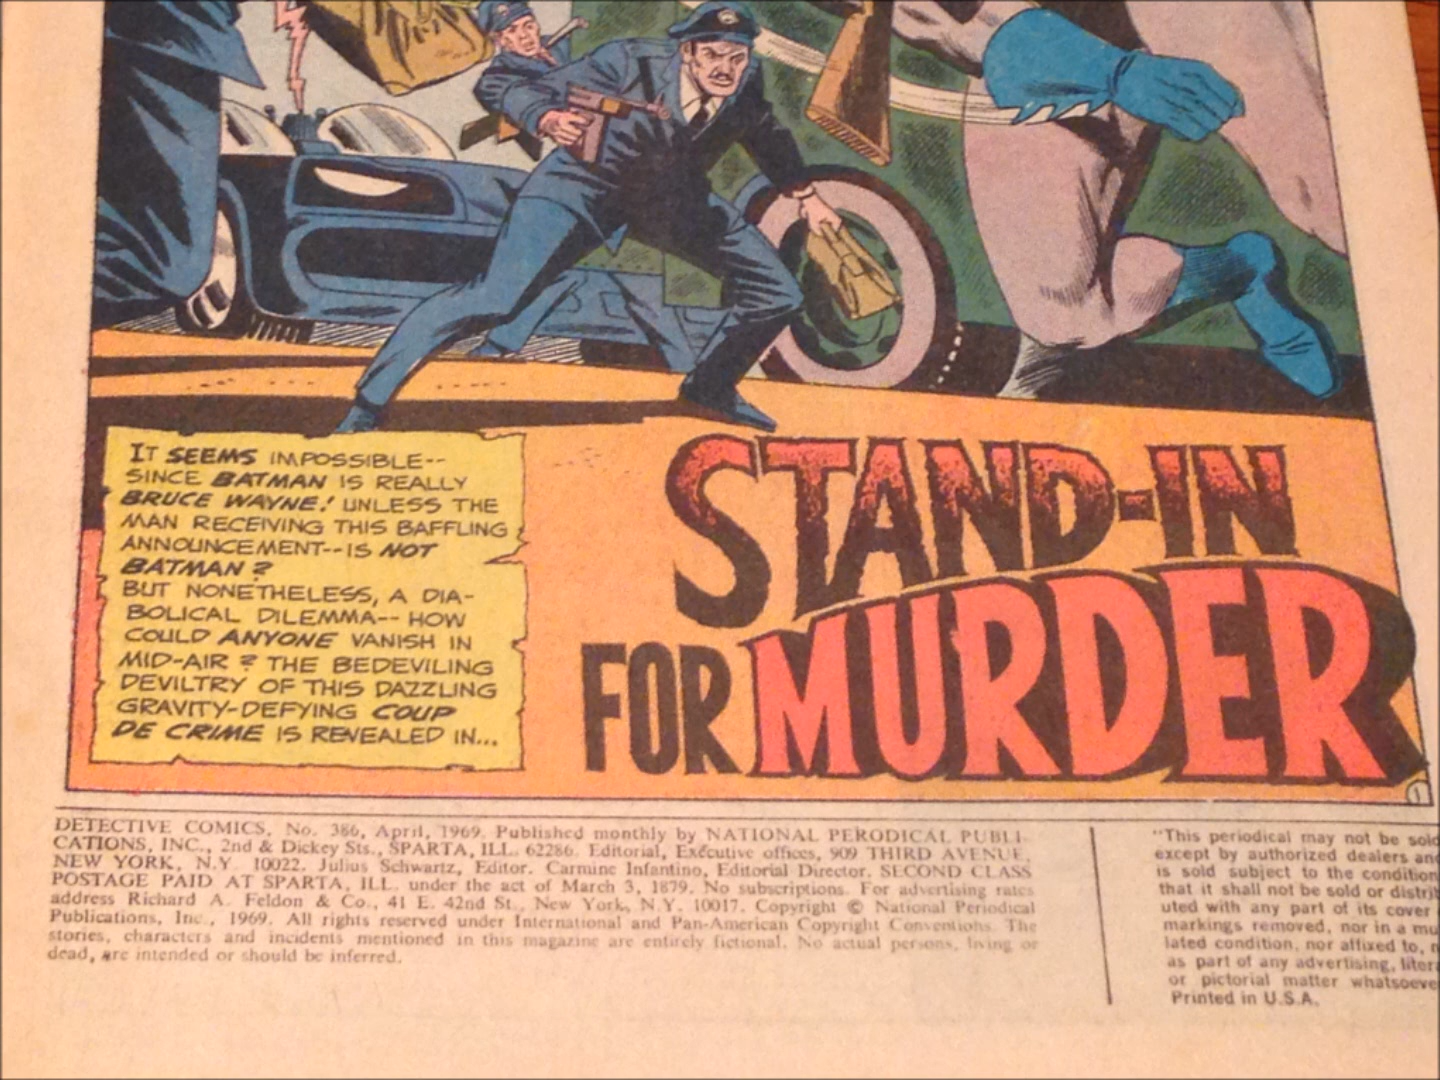 IT SEEMS IMPOSSIBLE--
SINCE BATMAN IS REALLY
BRUCE WAYNE! UNLESS THE
MAN RECEIVING THIS BAFFLING
ANNOUNCEMENT--IS NOT
BATMAN?
BUT NONETHELESS, A DIA-
BOLICAL DILEMMA-- HOW
COULD ANYONE VANISH IN
MID-AIR? THE BEDEVILING
DEVILTRY OF THIS DAZZLING
GRAVITY-DEFYING COUP
DE CRIME IS REVEALED IN...
STAND-IN
FOR MURDER
1
DETECTIVE COMICS, No. 386, April, 1969. Published monthly by NATIONAL PERODICAL PUBLI-
CATIONS, INC., 2nd & Dickey Sts., SPARTA, ILL. 62286. Editorial, Executive offices, 909 THIRD AVENUE,
NEW YORK, N.Y. 10022. Julius Schwartz, Editor. Carmine Infantino, Editorial Director. SECOND CLASS
POSTAGE PAID AT SPARTA, ILL. under the act of March 3, 1879. No subscriptions. For advertising rates
address Richard A. Feldon & Co., 41 E. 42nd St., New York, N.Y. 10017. Copyright © National Periodical
Publications, Inc., 1969. All rights reserved under International and Pan-American Copyright Conventions. The
stories, characters and incidents mentioned in this magazine are entirely fictional. No actual persons, living or
dead, are intended or should be inferred.
"This periodical may not be sold
except by authorized dealers and
is sold subject to the condition
that it shall not be sold or distrib
uted with any part of its cover
markings removed, nor in a mu
lated condition, nor affixed to, n
as part of any advertising, litera
or pictorial matter whatsoeve
Printed in U.S.A.